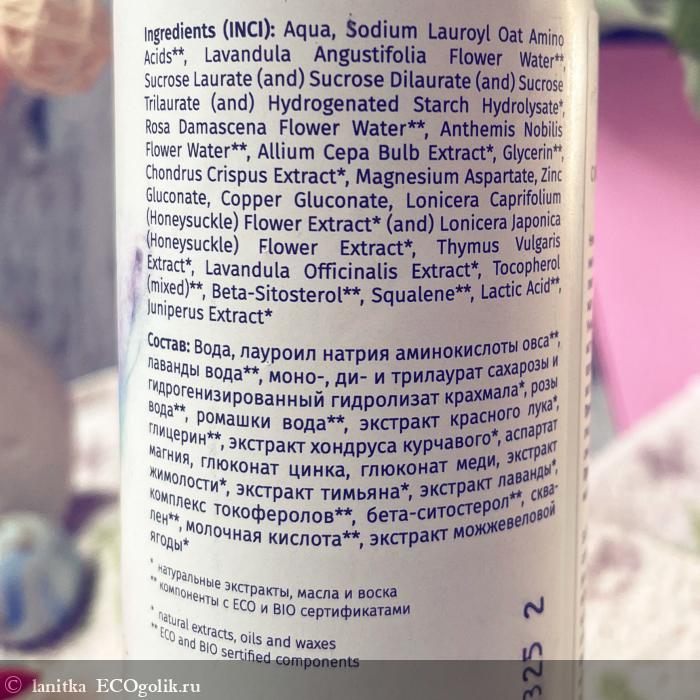 Ingredients (INCI): Aqua, Sodium Lauroyl Oat Amino
Acids**, Lavandula Angustifolia Flower Water**,
Sucrose Laurate (and) Sucrose Dilaurate (and) Sucrose
Trilaurate (and) Hydrogenated Starch Hydrolysate*,
Rosa Damascena Flower Water**, Anthemis Nobilis
Flower Water**, Allium Cepa Bulb Extract*, Glycerin**,
Chondrus Crispus Extract*, Magnesium Aspartate, Zinc
Gluconate, Copper Gluconate, Lonicera Caprifolium
(Honeysuckle) Flower Extract* (and) Lonicera Japonica
(Honeysuckle) Flower Extract*, Thymus Vulgaris
Extract*, Lavandula Officinalis Extract*, Tocopherol
(mixed)**, Beta-Sitosterol**, Squalene**, Lactic Acid**,
Juniperus Extract*
Состав: Вода, лауроил натрия аминокислоты овса**,
лаванды вода**, моно-, ди- и трилаурат сахарозы и
гидрогенизированный гидролизат крахмала*, розы
вода**, ромашки вода**, экстракт красного лука*,
глицерин**, экстракт хондруса курчавого*, аспартат
магния, глюконат цинка, глюконат меди, экстракт
жимолости*, экстракт тимьяна*, экстракт лаванды*,
комплекс токоферолов**, бета-ситостерол**, сква-
лен**, молочная кислота**, экстракт можжевеловой
ягоды*
* натуральные экстракты, масла и воска
** компоненты с ECO и BIO сертификатами
* natural extracts, oils and waxes
** ECO and BIO sertified components
325 2
© lanitka ECOgolik.ru